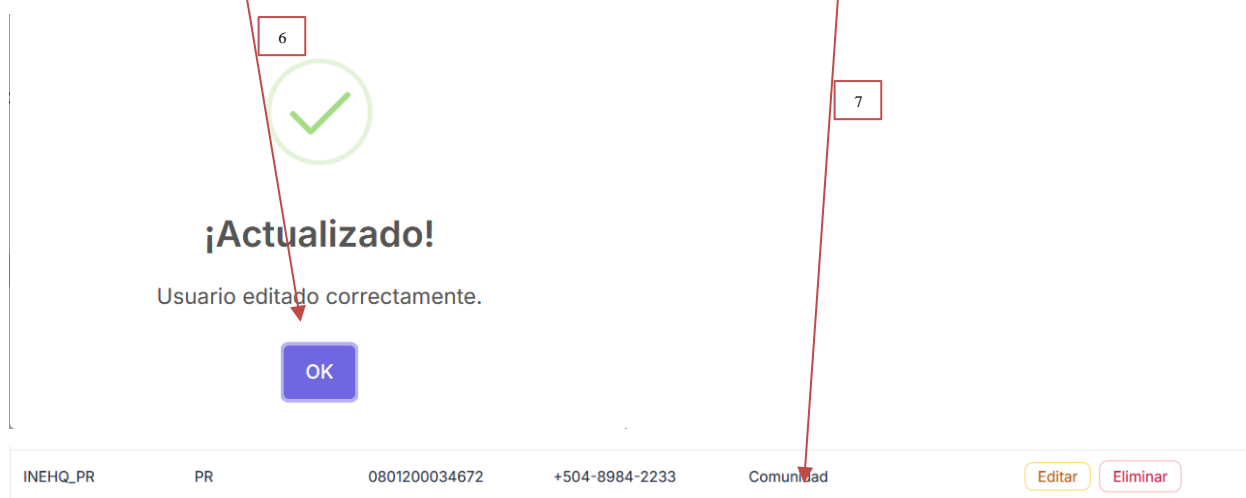 6
7
¡Actualizado!
Usuario editado correctamente.
OK
INEHQ_PR PR 0801200034672 +504-8984-2233 Comunidad Editar Eliminar